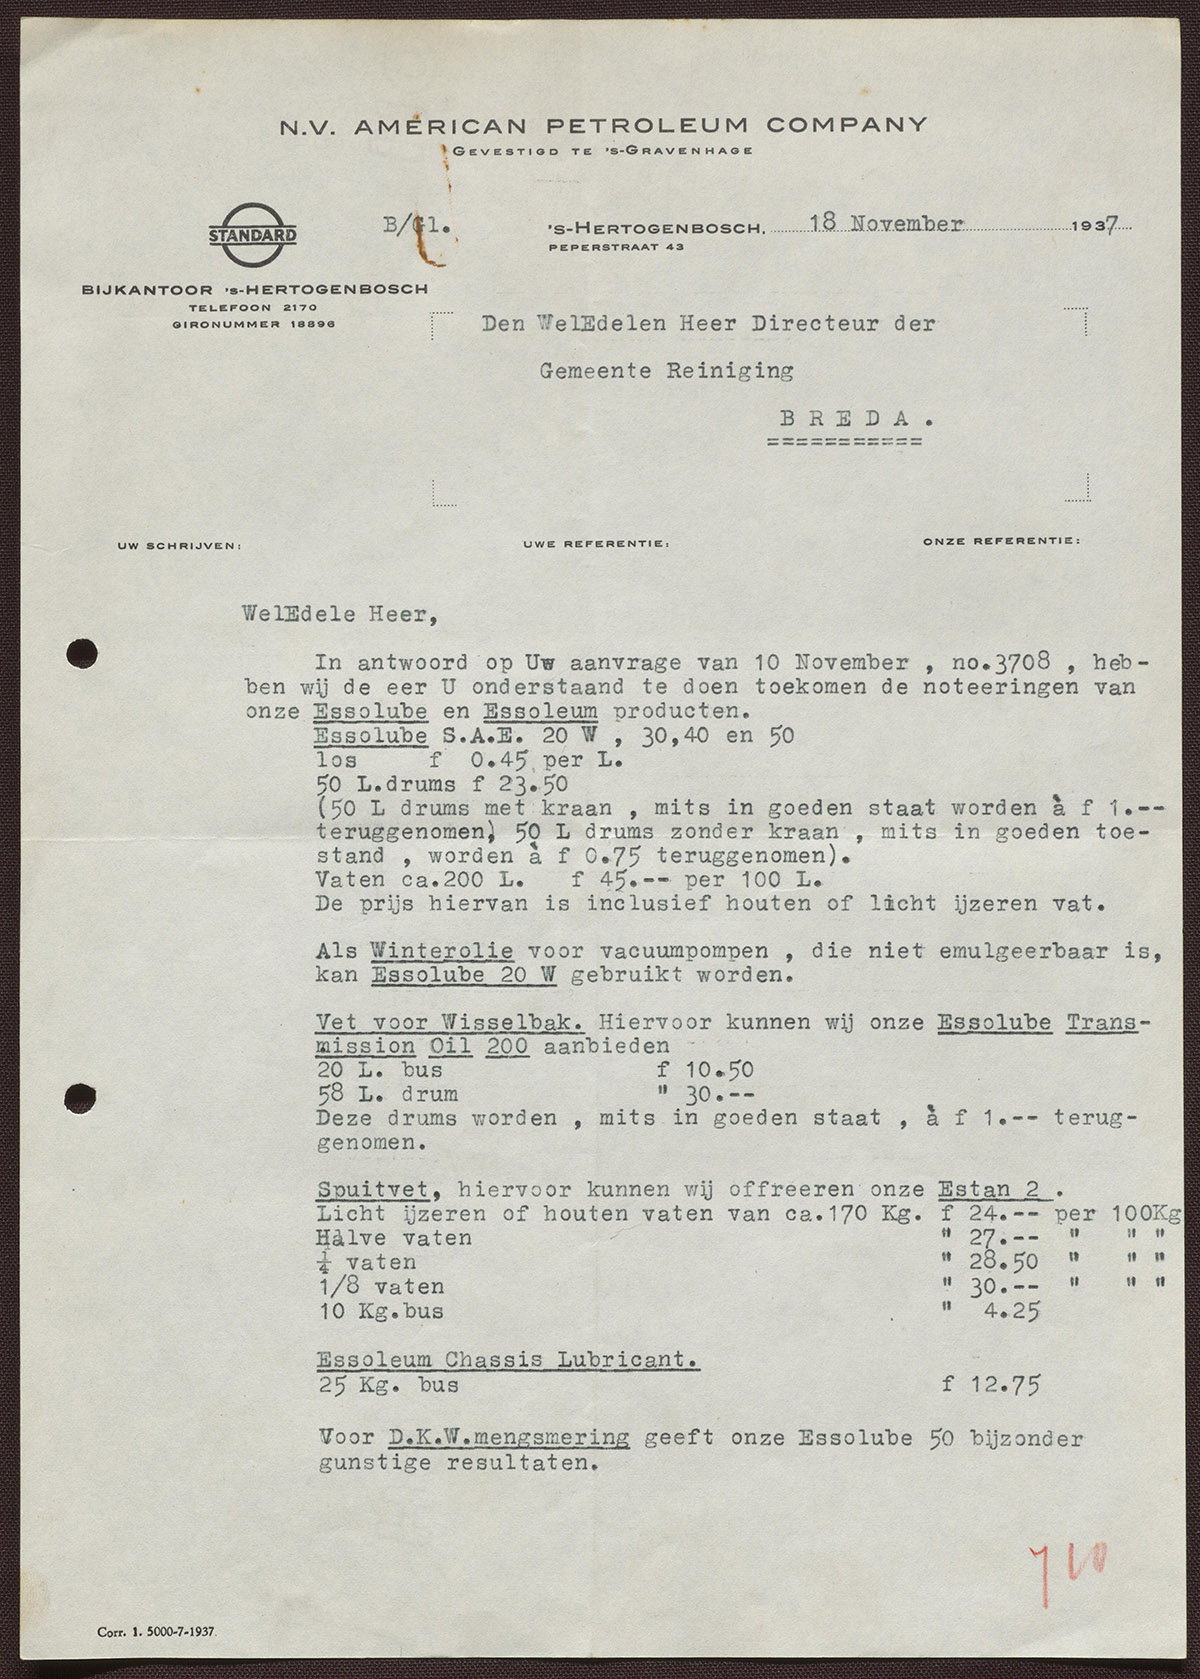 N.V. AMERICAN PETROLEUM COMPANY
GEVESTIGD TE 's-GRAVENHAGE
STANDARD
B/Gl.
's-HERTOGENBOSCH, 18 November 1937
PEPERSTRAAT 43
BIJKANTOOR 's-HERTOGENBOSCH
TELEFOON 2170
GIRONUMMER 18896
Den WelEdelen Heer Directeur der
Gemeente Reiniging
B R E D A .
===========
UW SCHRIJVEN: UWE REFERENTIE: ONZE REFERENTIE:
WelEdele Heer,
In antwoord op Uw aanvrage van 10 November , no.3708 , heb-
ben wij de eer U onderstaand te doen toekomen de noteeringen van
onze Essolube en Essoleum producten.
Essolube S.A.E. 20 W , 30,40 en 50
los f 0.45 per L.
50 L.drums f 23.50
(50 L drums met kraan , mits in goeden staat worden à f 1.--
teruggenomen, 50 L drums zonder kraan , mits in goeden toe-
stand , worden à f 0.75 teruggenomen).
Vaten ca.200 L. f 45.-- per 100 L.
De prijs hiervan is inclusief houten of licht ijzeren vat.
Als Winterolie voor vacuumpompen , die niet emulgeerbaar is,
kan Essolube 20 W gebruikt worden.
Vet voor Wisselbak. Hiervoor kunnen wij onze Essolube Trans-
mission Oil 200 aanbieden
20 L. bus f 10.50
58 L. drum " 30.--
Deze drums worden , mits in goeden staat , à f 1.-- terug-
genomen.
Spuitvet, hiervoor kunnen wij offreeren onze Estan 2 .
Licht ijzeren of houten vaten van ca.170 Kg. f 24.-- per 100Kg
Halve vaten " 27.-- " " "
¼ vaten " 28.50 " " "
1/8 vaten " 30.-- " " "
10 Kg.bus " 4.25
Essoleum Chassis Lubricant.
25 Kg. bus f 12.75
Voor D.K.W.mengsmering geeft onze Essolube 50 bijzonder
gunstige resultaten.
Corr. 1. 5000-7-1937.